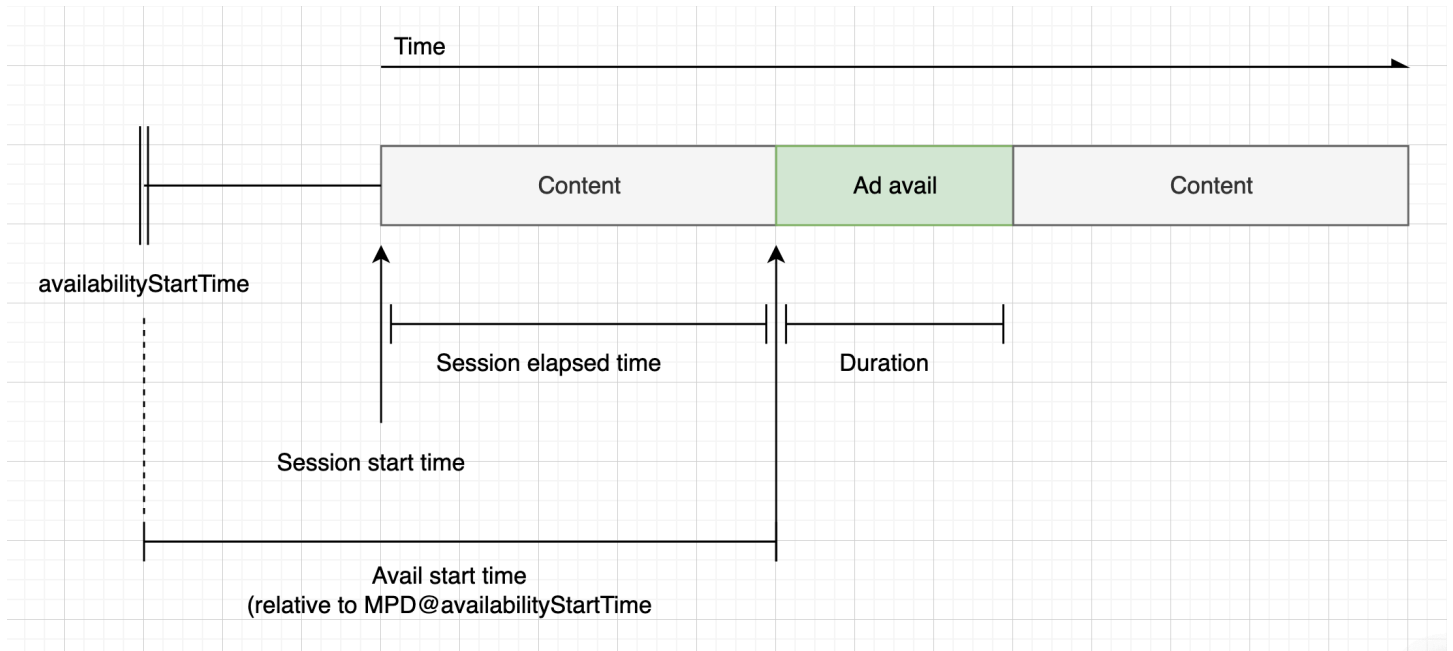 Time
Content
Ad avail
Content
availabilityStartTime
Session elapsed time
Duration
Session start time
Avail start time
(relative to MPD@availabilityStartTime